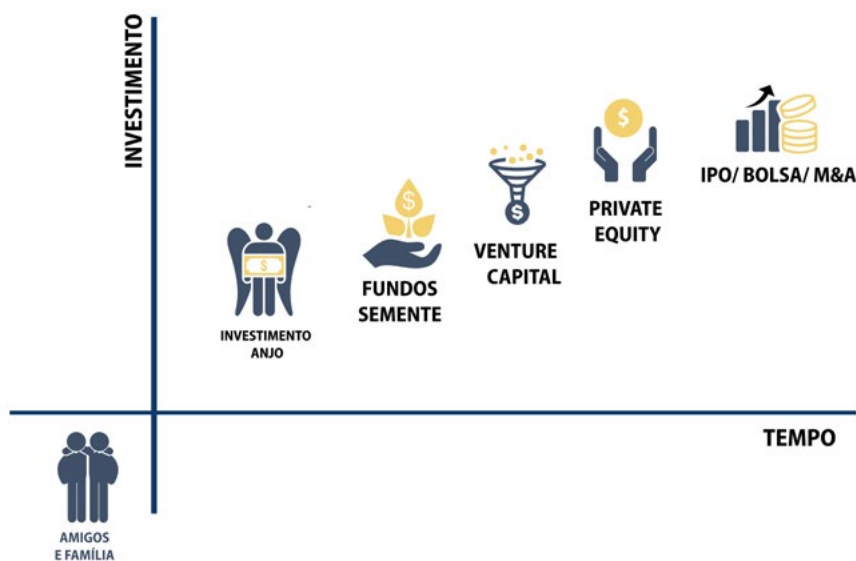 INVESTIMENTO
$
IPO/ BOLSA/ M&A
$
$
PRIVATE
EQUITY
VENTURE
CAPITAL
$
FUNDOS
SEMENTE
$
INVESTIMENTO
ANJO
TEMPO
AMIGOS
E FAMÍLIA